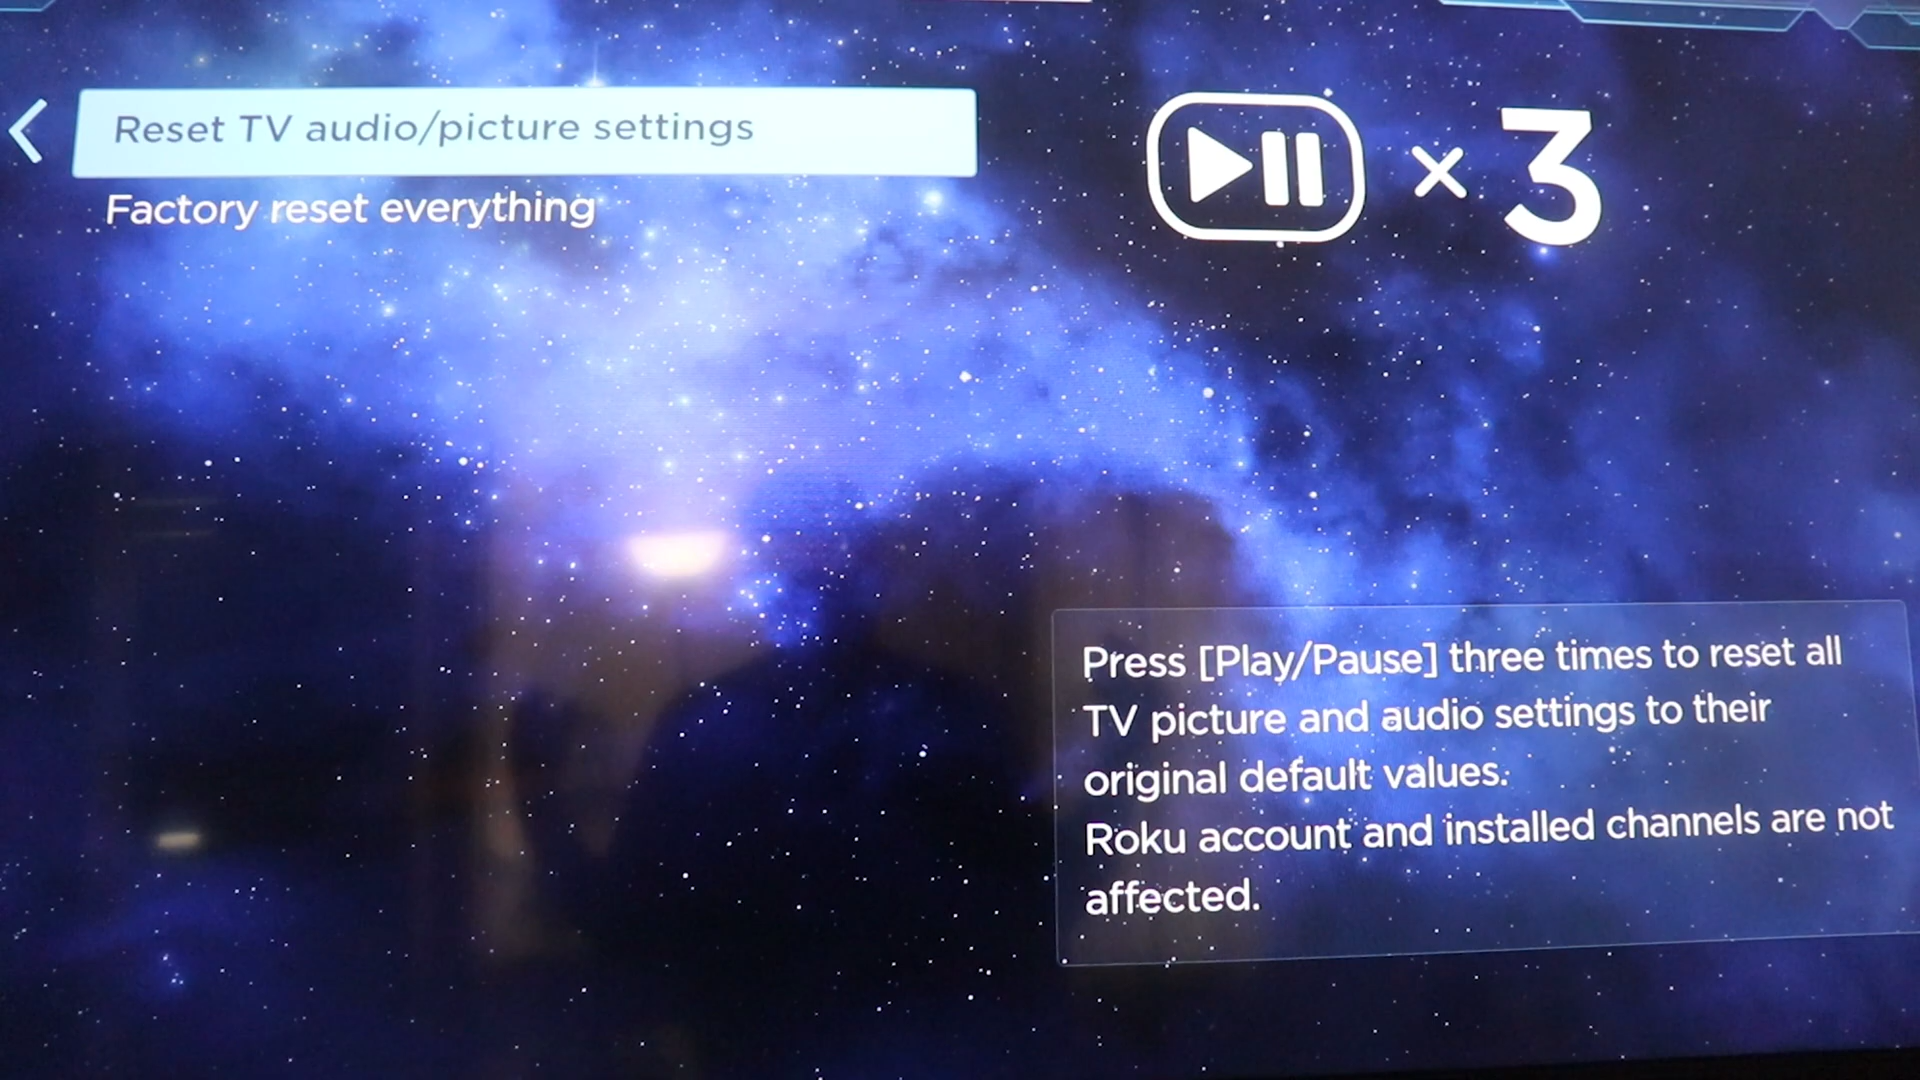 Reset TV audio/picture settings
Factory reset everything
× 3
Press [Play/Pause] three times to reset all
TV picture and audio settings to their
original default values.
Roku account and installed channels are not
affected.